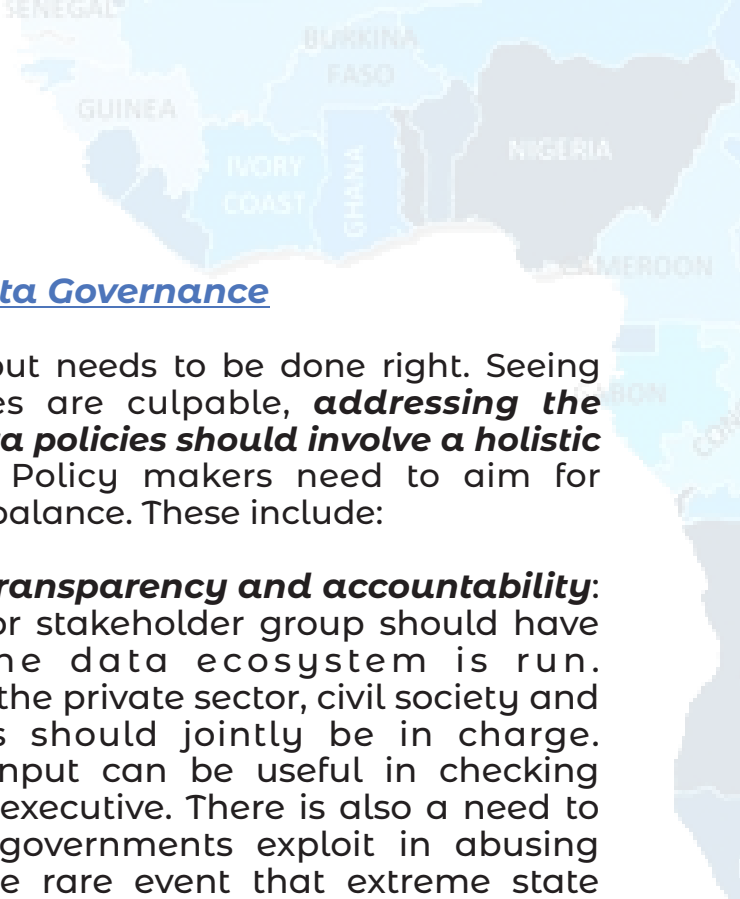 SENEGAL
BURKINA
FASO
GUINEA
IVORY
COAST
GHANA
NIGERIA
CAMEROON
ta Governance
out needs to be done right. Seeing
es are culpable, addressing the
GABON
a policies should involve a holistic
Policy makers need to aim for
balance. These include:
ransparency and accountability:
or stakeholder group should have
he data ecosystem is run.
the private sector, civil society and
s should jointly be in charge.
nput can be useful in checking
executive. There is also a need to
governments exploit in abusing
e rare event that extreme state